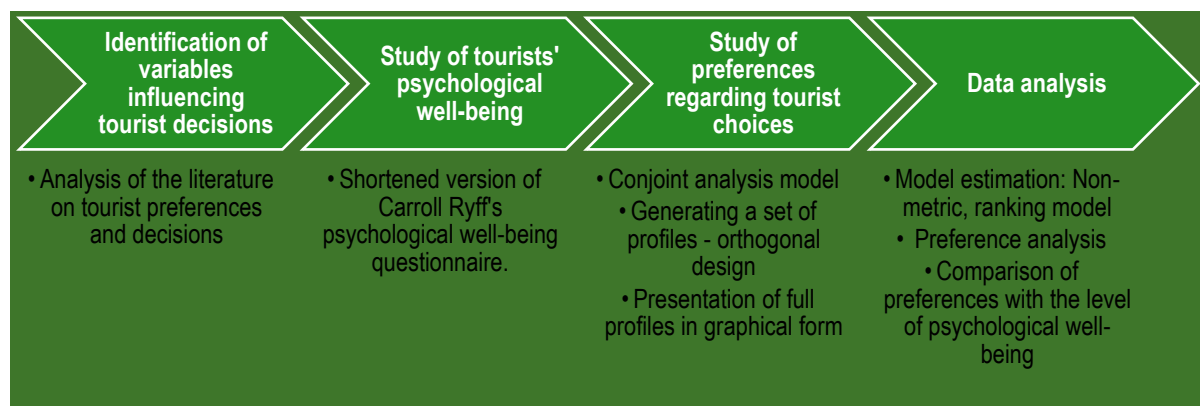 Identification of
variables
influencing
tourist decisions
Study of tourists'
psychological
well-being
Study of
preferences
regarding tourist
choices
Data analysis
• Analysis of the literature
on tourist preferences
and decisions
• Shortened version of
Carroll Ryff's
psychological well-being
questionnaire.
• Conjoint analysis model
• Generating a set of
profiles - orthogonal
design
• Presentation of full
profiles in graphical form
• Model estimation: Non-
metric, ranking model
• Preference analysis
• Comparison of
preferences with the level
of psychological well-
being